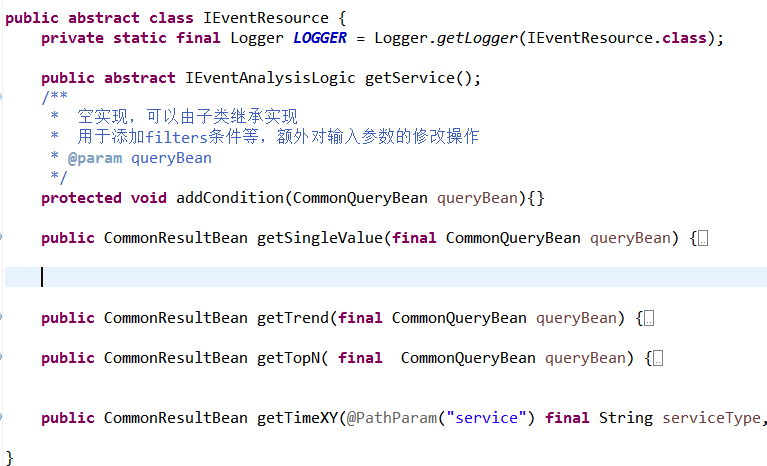 public abstract class IEventResource {
private static final Logger LOGGER = Logger.getLogger(IEventResource.class);
public abstract IEventAnalysisLogic getService();
/**
* 空实现，可以由子类继承实现
* 用于添加filters条件等，额外对输入参数的修改操作
* @param queryBean
*/
protected void addCondition(CommonQueryBean queryBean){}
public CommonResultBean getSingleValue(final CommonQueryBean queryBean) {
public CommonResultBean getTrend(final CommonQueryBean queryBean) {
public CommonResultBean getTopN( final  CommonQueryBean queryBean) {
public CommonResultBean getTimeXY(@PathParam("service") final String serviceType,
}